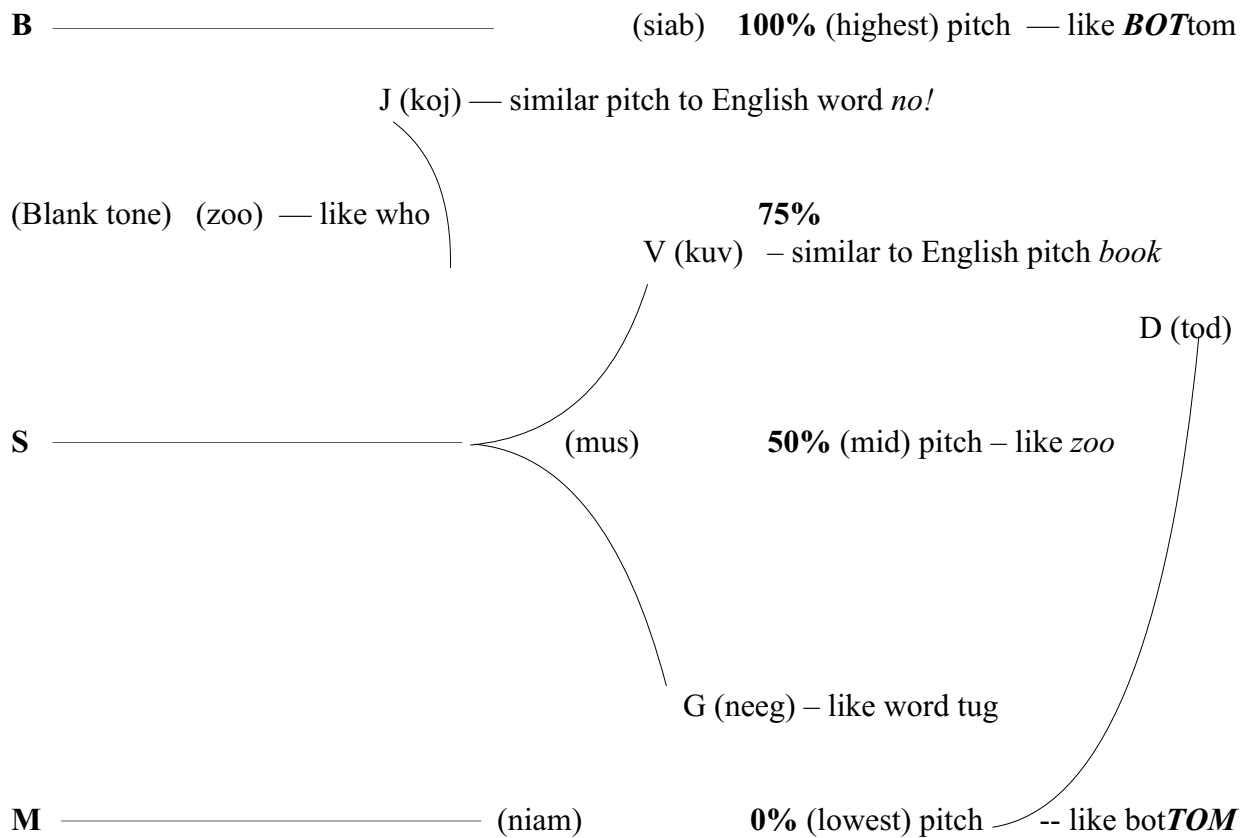 B (siab) 100% (highest) pitch — like BOTtom
J (koj) — similar pitch to English word no!
(Blank tone) (zoo) — like who 75%
V (kuv) – similar to English pitch book
D (tod)
S (mus) 50% (mid) pitch – like zoo
G (neeg) – like word tug
M (niam) 0% (lowest) pitch -- like botTOM